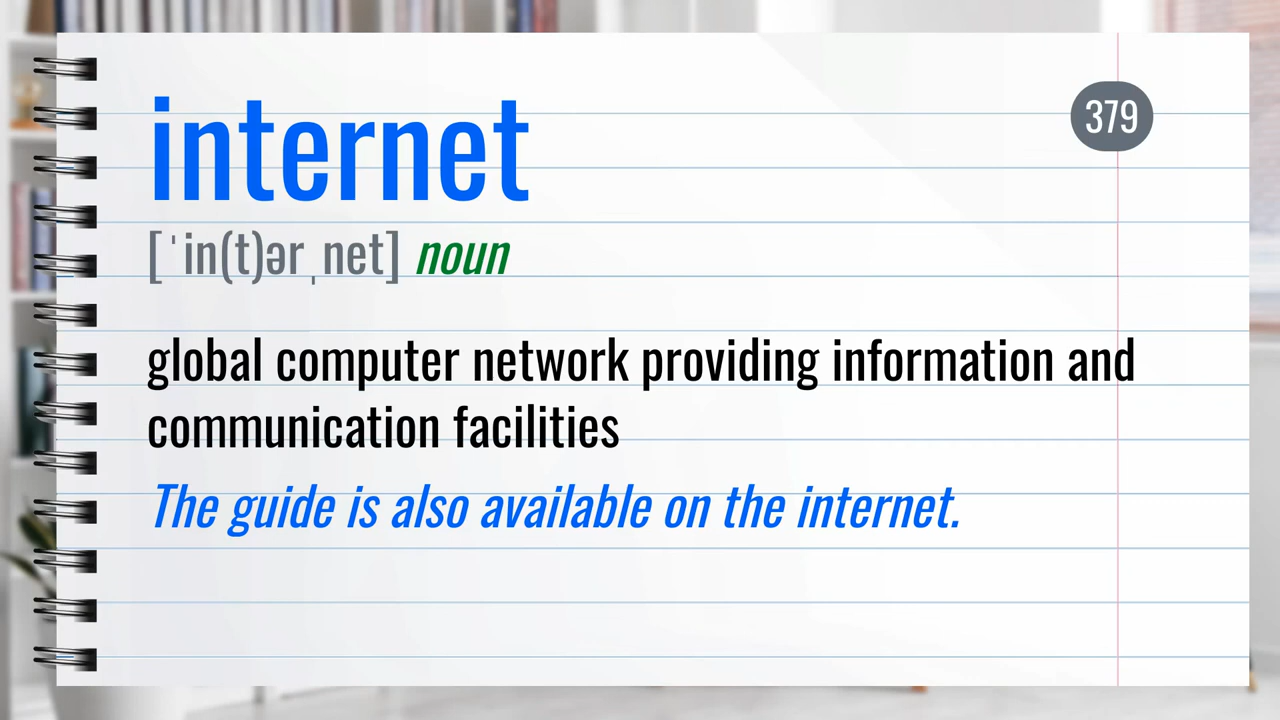 internet
379
[ˈin(t)ərˌnet] noun
global computer network providing information and
communication facilities
The guide is also available on the internet.